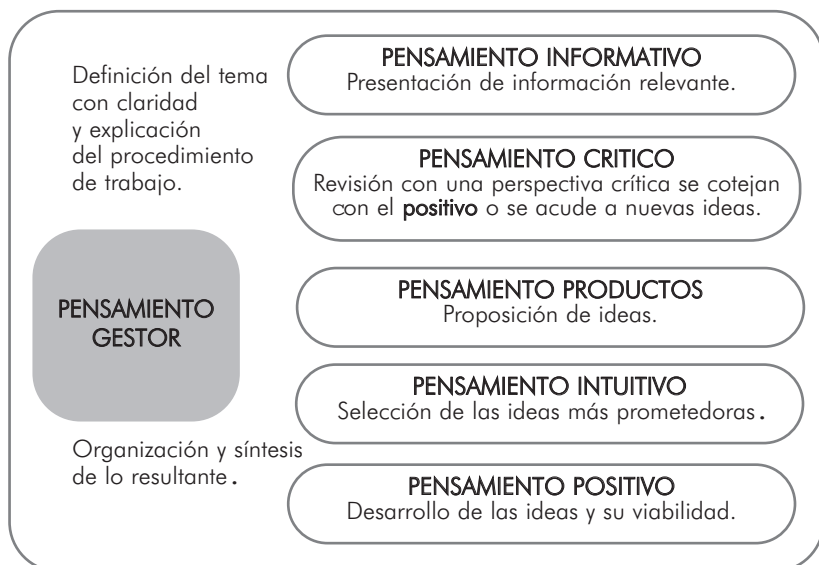 Definición del tema
con claridad
y explicación
del procedimiento
de trabajo.
PENSAMIENTO
GESTOR
Organización y síntesis
de lo resultante.
PENSAMIENTO INFORMATIVO
Presentación de información relevante.
PENSAMIENTO CRITICO
Revisión con una perspectiva crítica se cotejan
con el positivo o se acude a nuevas ideas.
PENSAMIENTO PRODUCTOS
Proposición de ideas.
PENSAMIENTO INTUITIVO
Selección de las ideas más prometedoras.
PENSAMIENTO POSITIVO
Desarrollo de las ideas y su viabilidad.